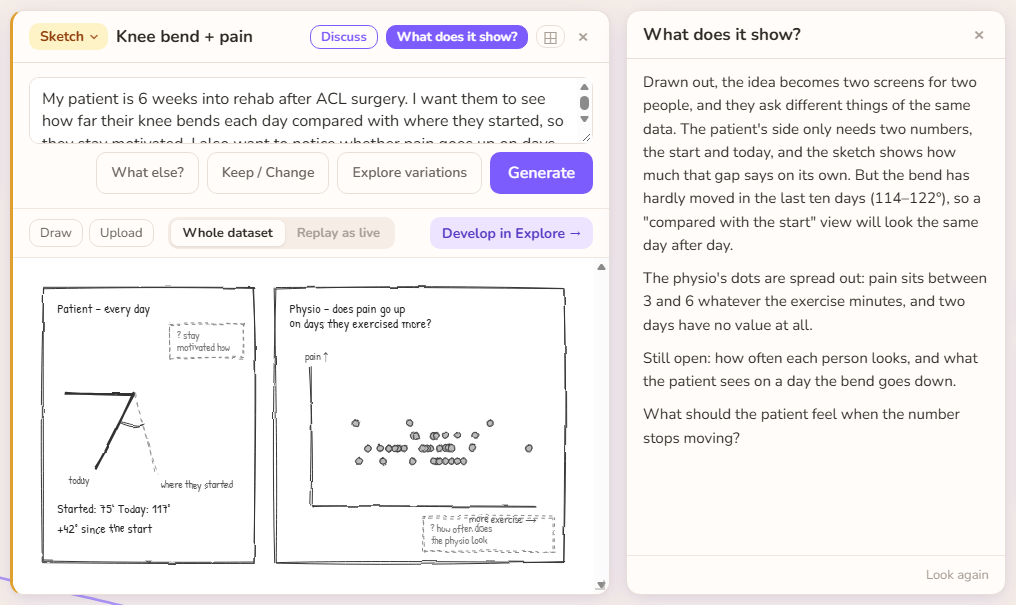 Sketch
Knee bend + pain
Discuss
What does it show?
My patient is 6 weeks into rehab after ACL surgery. I want them to see
how far their knee bends each day compared with where they started, so
they stay motivated. I also want to notice whether pain goes up on days
What else?
Keep / Change
Explore variations
Generate
Draw
Upload
Whole dataset
Replay as live
Develop in Explore →
Patient – every day
? stay
motivated how
today
where they started
Started: 75° Today: 117°
+42° since the start
Physio – does pain go up
on days they exercised more?
pain ↑
more exercise →
? how often does
the physio look
What does it show?
Drawn out, the idea becomes two screens for two
people, and they ask different things of the same
data. The patient's side only needs two numbers,
the start and today, and the sketch shows how
much that gap says on its own. But the bend has
hardly moved in the last ten days (114–122°), so a
"compared with the start" view will look the same
day after day.
The physio's dots are spread out: pain sits between
3 and 6 whatever the exercise minutes, and two
days have no value at all.
Still open: how often each person looks, and what
the patient sees on a day the bend goes down.
What should the patient feel when the number
stops moving?
Look again